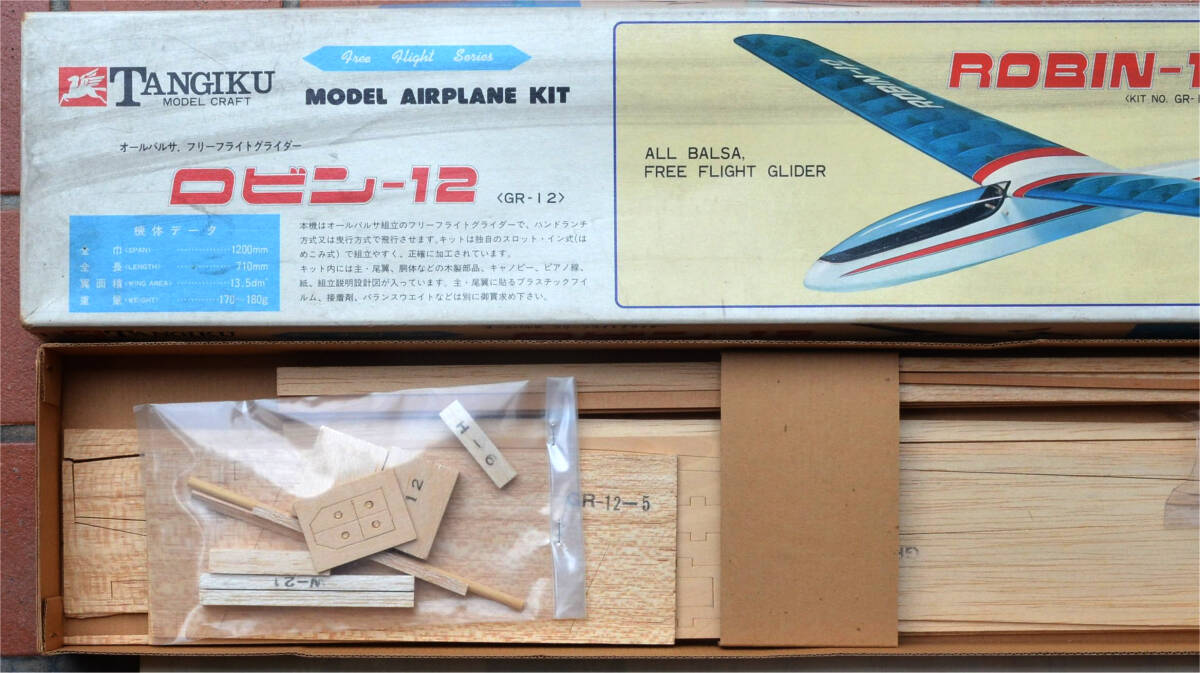 TANGIKU
MODEL CRAFT
Free Flight Series
MODEL AIRPLANE KIT
オールバルサ、フリーフライトグライダー
ロビン-12 <GR-12>
機体データ
全巾<SPAN>………1200mm
全長<LENGTH>………710mm
翼面積<WING AREA>………13.5dm²
重量<WEIGHT>………170~180g
本機はオールバルサ組立のフリーフライトグライダーで、ハンドランチ
方式又は曳行方式で飛行させます。キットは独自のスロット・イン式(は
めこみ式)で組立やすく、正確に加工されています。
キット内には主・尾翼、胴体などの木製部品、キャノピー、ピアノ線、
紙、組立説明設計図が入っています。主・尾翼に貼るプラスチックフイ
ルム、接着剤、バランスウエイトなどは別に御買求め下さい。
ROBIN-1
<KIT NO. GR-1
ALL BALSA,
FREE FLIGHT GLIDER
ROBIN-12
TANGIKU
H-6
12
GR-12-5
W-21